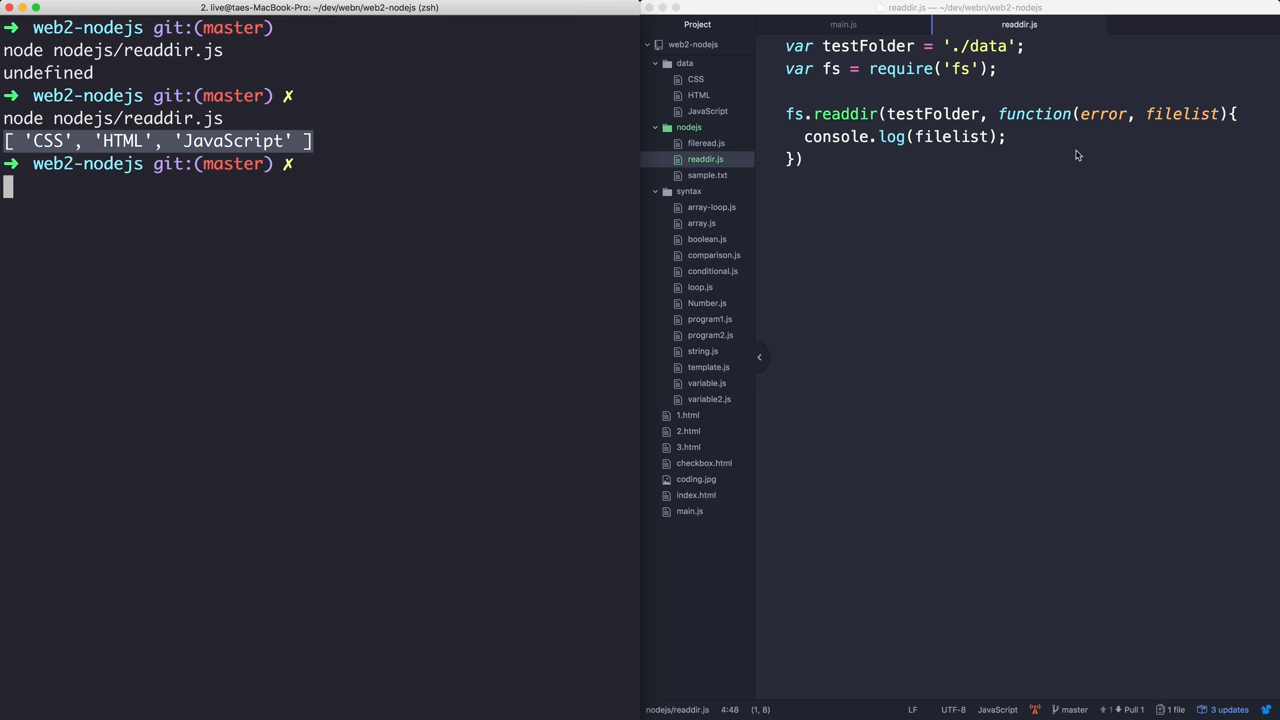 2. live@taes-MacBook-Pro: ~/dev/webn/web2-nodejs (zsh)
➜ web2-nodejs git:(master)
node nodejs/readdir.js
undefined
➜ web2-nodejs git:(master) ✗
node nodejs/readdir.js
[ 'CSS', 'HTML', 'JavaScript' ]
➜ web2-nodejs git:(master) ✗
readdir.js — ~/dev/webn/web2-nodejs
Project
web2-nodejs
data
CSS
HTML
JavaScript
nodejs
fileread.js
readdir.js
sample.txt
syntax
array-loop.js
array.js
boolean.js
comparison.js
conditional.js
loop.js
Number.js
program1.js
program2.js
string.js
template.js
variable.js
variable2.js
1.html
2.html
3.html
checkbox.html
coding.jpg
index.html
main.js
main.js readdir.js
var testFolder = './data';
var fs = require('fs');
fs.readdir(testFolder, function(error, filelist){
console.log(filelist);
})
nodejs/readdir.js 4:48 (1, 8) LF UTF-8 JavaScript master 1 Pull 1 1 file 3 updates